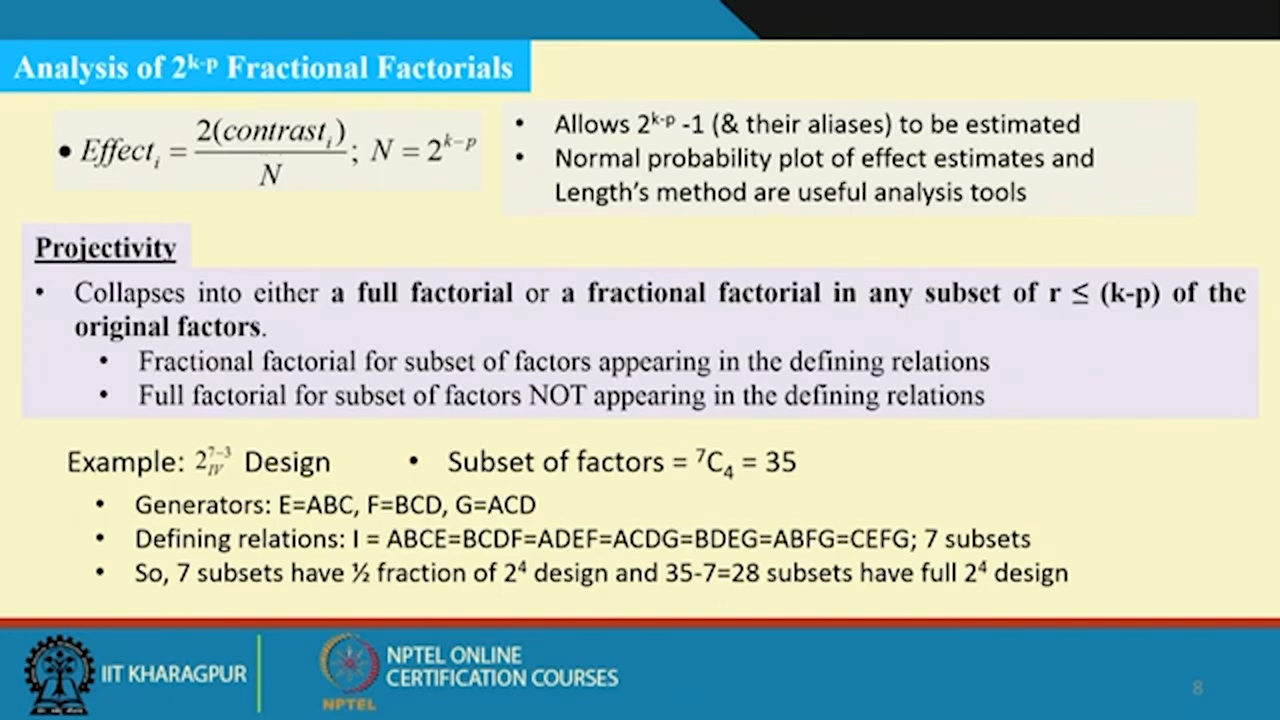 Analysis of 2^k-p Fractional Factorials
• Effect_i = 2(contrast_i) / N ; N = 2^k-p
• Allows 2^k-p -1 (& their aliases) to be estimated
• Normal probability plot of effect estimates and
Length's method are useful analysis tools
Projectivity
• Collapses into either a full factorial or a fractional factorial in any subset of r ≤ (k-p) of the
original factors.
• Fractional factorial for subset of factors appearing in the defining relations
• Full factorial for subset of factors NOT appearing in the defining relations
Example: 2_IV^7-3 Design • Subset of factors = ⁷C₄ = 35
• Generators: E=ABC, F=BCD, G=ACD
• Defining relations: I = ABCE=BCDF=ADEF=ACDG=BDEG=ABFG=CEFG; 7 subsets
• So, 7 subsets have ½ fraction of 2⁴ design and 35-7=28 subsets have full 2⁴ design
IIT KHARAGPUR
NPTEL
NPTEL ONLINE
CERTIFICATION COURSES
8